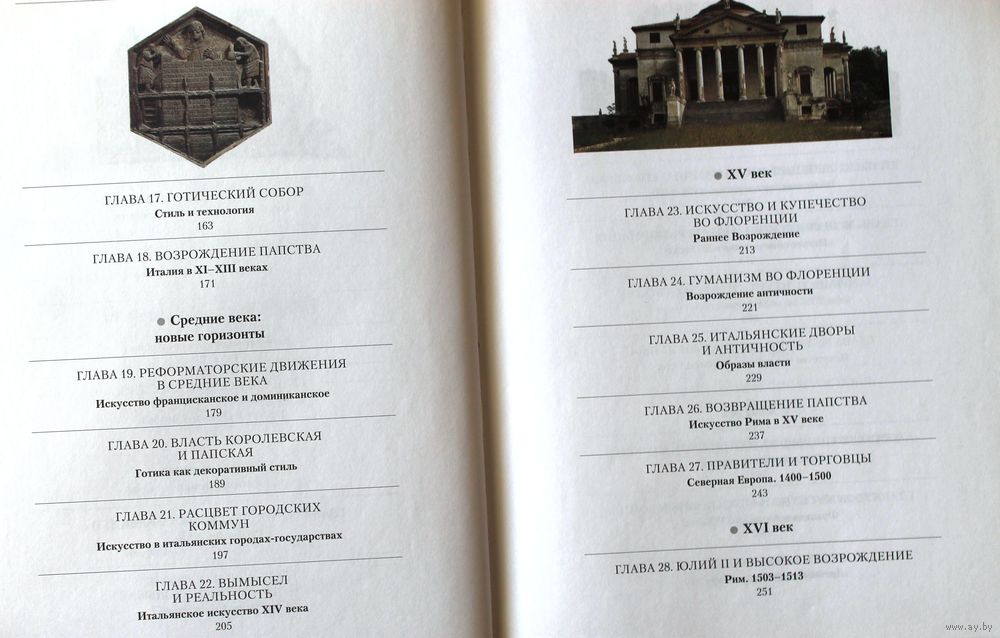 ГЛАВА 17. ГОТИЧЕСКИЙ СОБОР
Стиль и технология
163
ГЛАВА 18. ВОЗРОЖДЕНИЕ ПАПСТВА
Италия в XI–XIII веках
171
Средние века:
новые горизонты
ГЛАВА 19. РЕФОРМАТОРСКИЕ ДВИЖЕНИЯ
В СРЕДНИЕ ВЕКА
Искусство францисканское и доминиканское
179
ГЛАВА 20. ВЛАСТЬ КОРОЛЕВСКАЯ
И ПАПСКАЯ
Готика как декоративный стиль
189
ГЛАВА 21. РАСЦВЕТ ГОРОДСКИХ
КОММУН
Искусство в итальянских городах-государствах
197
ГЛАВА 22. ВЫМЫСЕЛ
И РЕАЛЬНОСТЬ
Итальянское искусство XIV века
205
XV век
ГЛАВА 23. ИСКУССТВО И КУПЕЧЕСТВО
ВО ФЛОРЕНЦИИ
Раннее Возрождение
213
ГЛАВА 24. ГУМАНИЗМ ВО ФЛОРЕНЦИИ
Возрождение античности
221
ГЛАВА 25. ИТАЛЬЯНСКИЕ ДВОРЫ
И АНТИЧНОСТЬ
Образы власти
229
ГЛАВА 26. ВОЗВРАЩЕНИЕ ПАПСТВА
Искусство Рима в XV веке
237
ГЛАВА 27. ПРАВИТЕЛИ И ТОРГОВЦЫ
Северная Европа. 1400–1500
243
XVI век
ГЛАВА 28. ЮЛИЙ II И ВЫСОКОЕ ВОЗРОЖДЕНИЕ
Рим. 1503–1513
251
www.ay.by